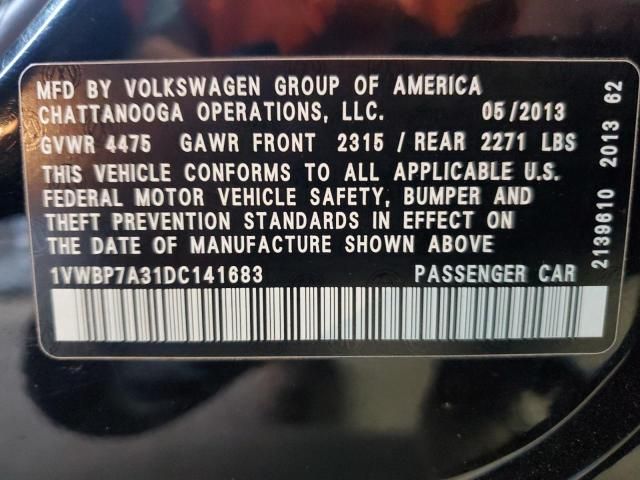 MFD BY VOLKSWAGEN GROUP OF AMERICA
CHATTANOOGA OPERATIONS, LLC. 05/2013
GVWR 4475 GAWR FRONT 2315 / REAR 2271 LBS
THIS VEHICLE CONFORMS TO ALL APPLICABLE U.S.
FEDERAL MOTOR VEHICLE SAFETY, BUMPER AND
THEFT PREVENTION STANDARDS IN EFFECT ON
THE DATE OF MANUFACTURE SHOWN ABOVE
1VWBP7A31DC141683 PASSENGER CAR
2139610 2013 62